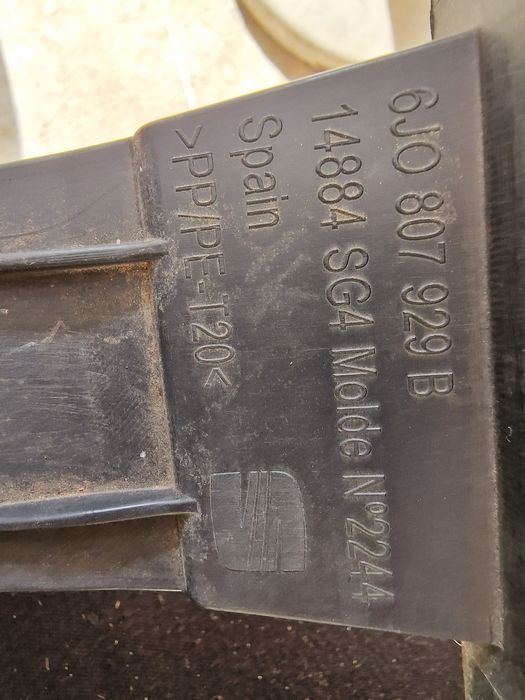 6J0 807 929 B
14884 SG4 Molde Nº2244
Spain
>PP/PE-T20<